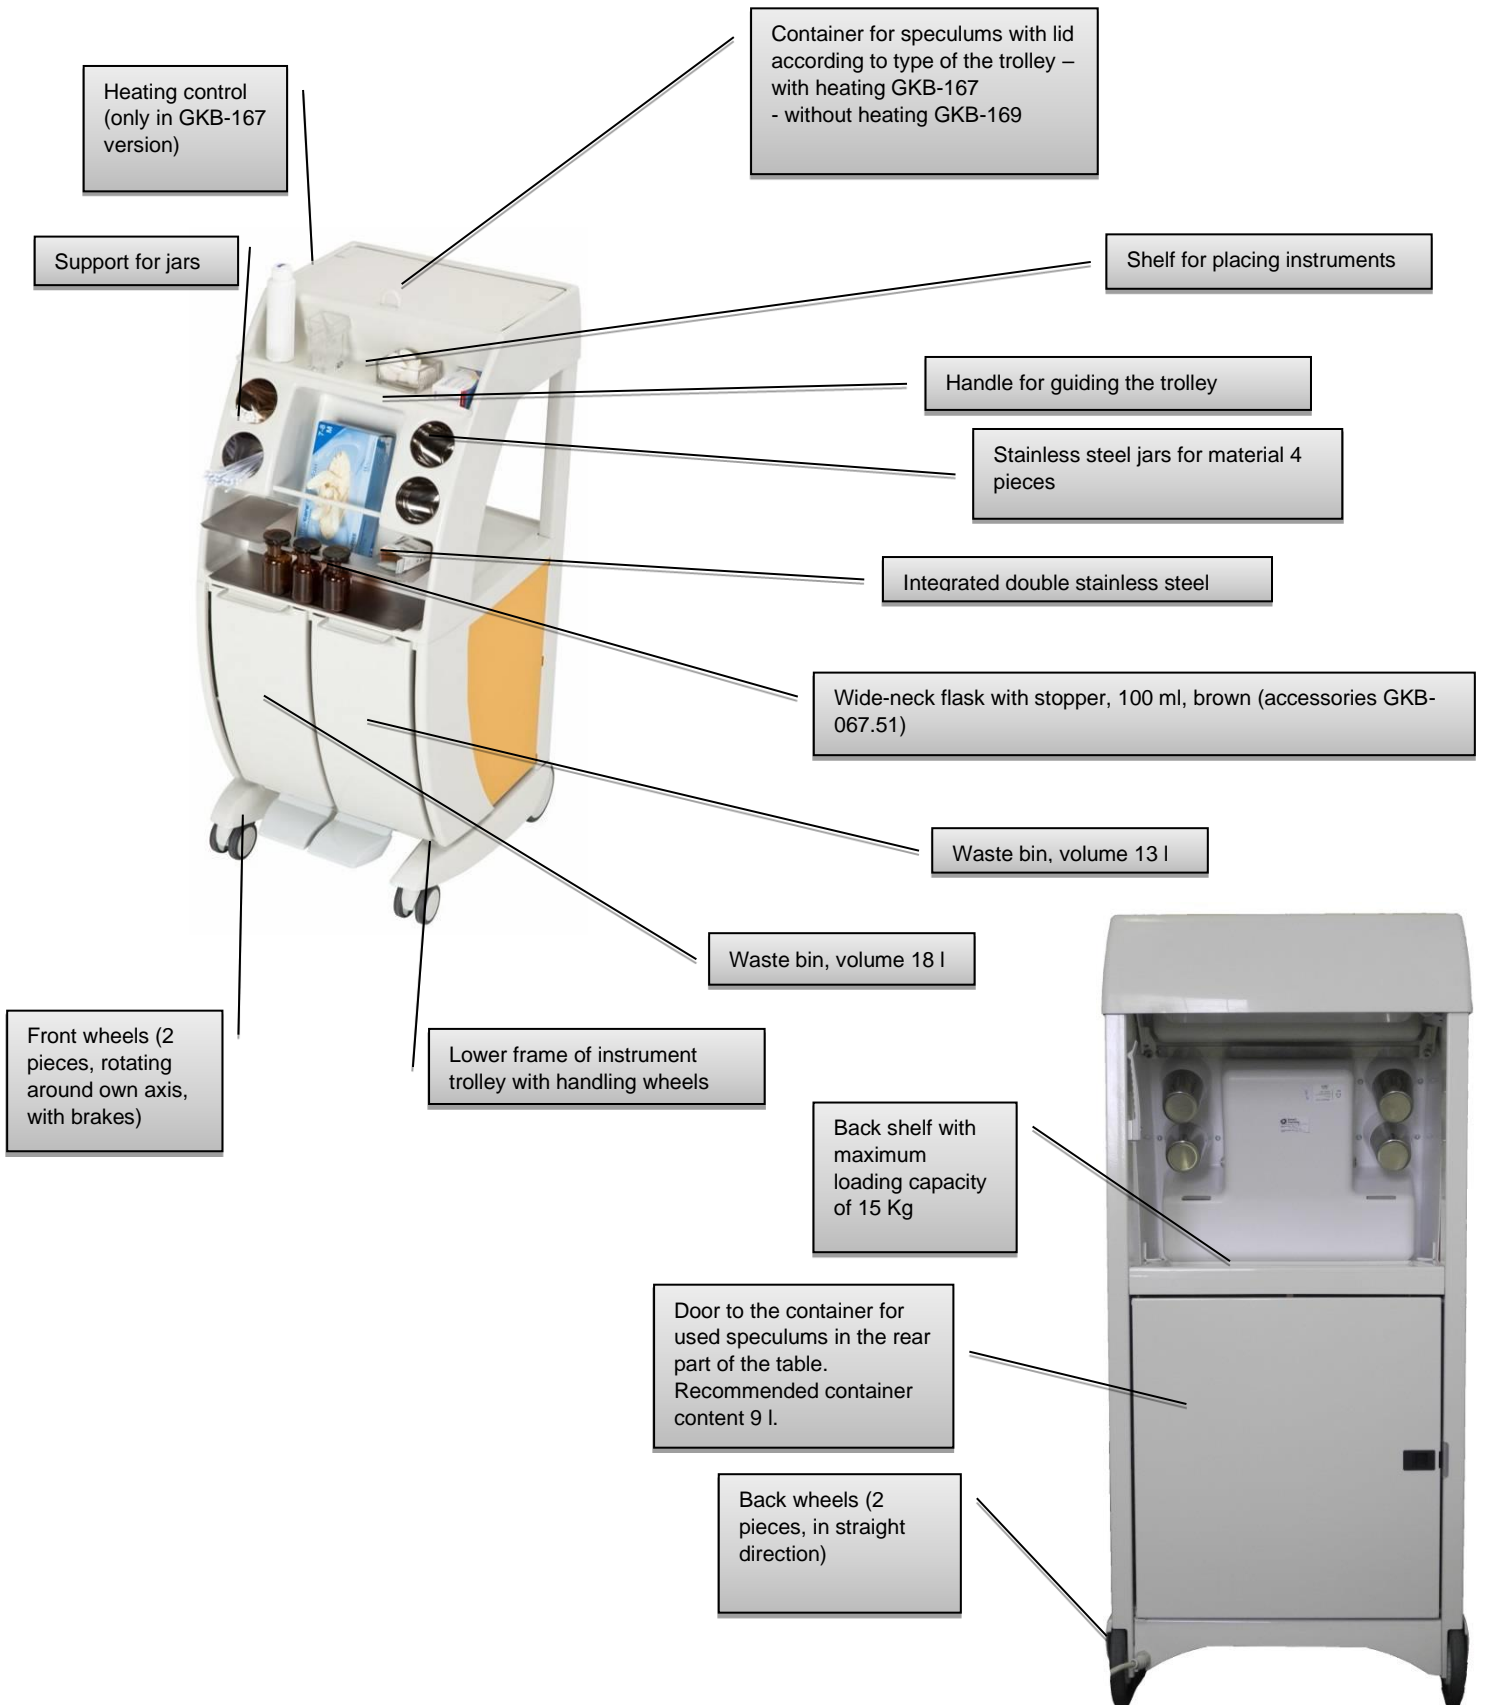 Container for speculums with lid
according to type of the trolley –
with heating GKB-167
- without heating GKB-169
Heating control
(only in GKB-167
version)
Support for jars
Shelf for placing instruments
Handle for guiding the trolley
Stainless steel jars for material 4
pieces
Integrated double stainless steel
Wide-neck flask with stopper, 100 ml, brown (accessories GKB-
067.51)
Waste bin, volume 13 l
Waste bin, volume 18 l
Front wheels (2
pieces, rotating
around own axis,
with brakes)
Lower frame of instrument
trolley with handling wheels
Back shelf with
maximum
loading capacity
of 15 Kg
Door to the container for
used speculums in the rear
part of the table.
Recommended container
content 9 l.
Back wheels (2
pieces, in straight
direction)
7-8
M